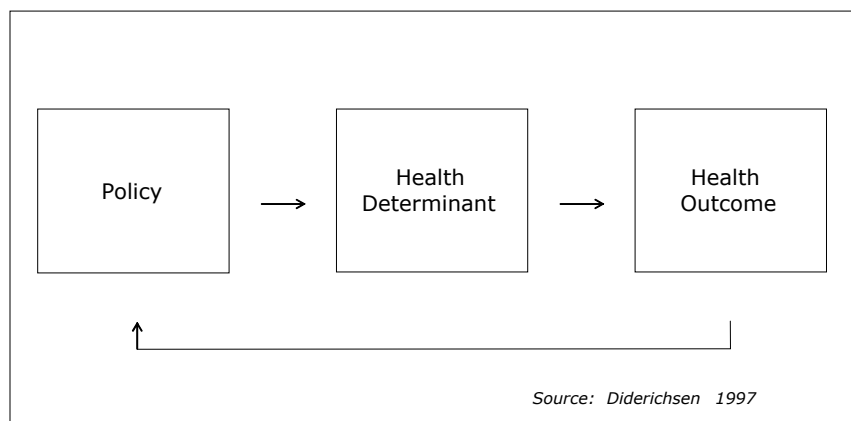 Policy
Health
Determinant
Health
Outcome
Source: Diderichsen 1997